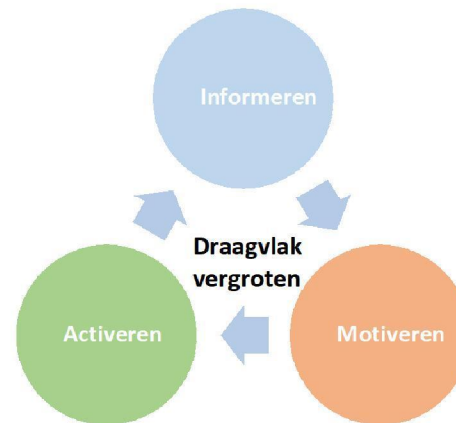 Informeren
Draagvlak
vergroten
Activeren
Motiveren